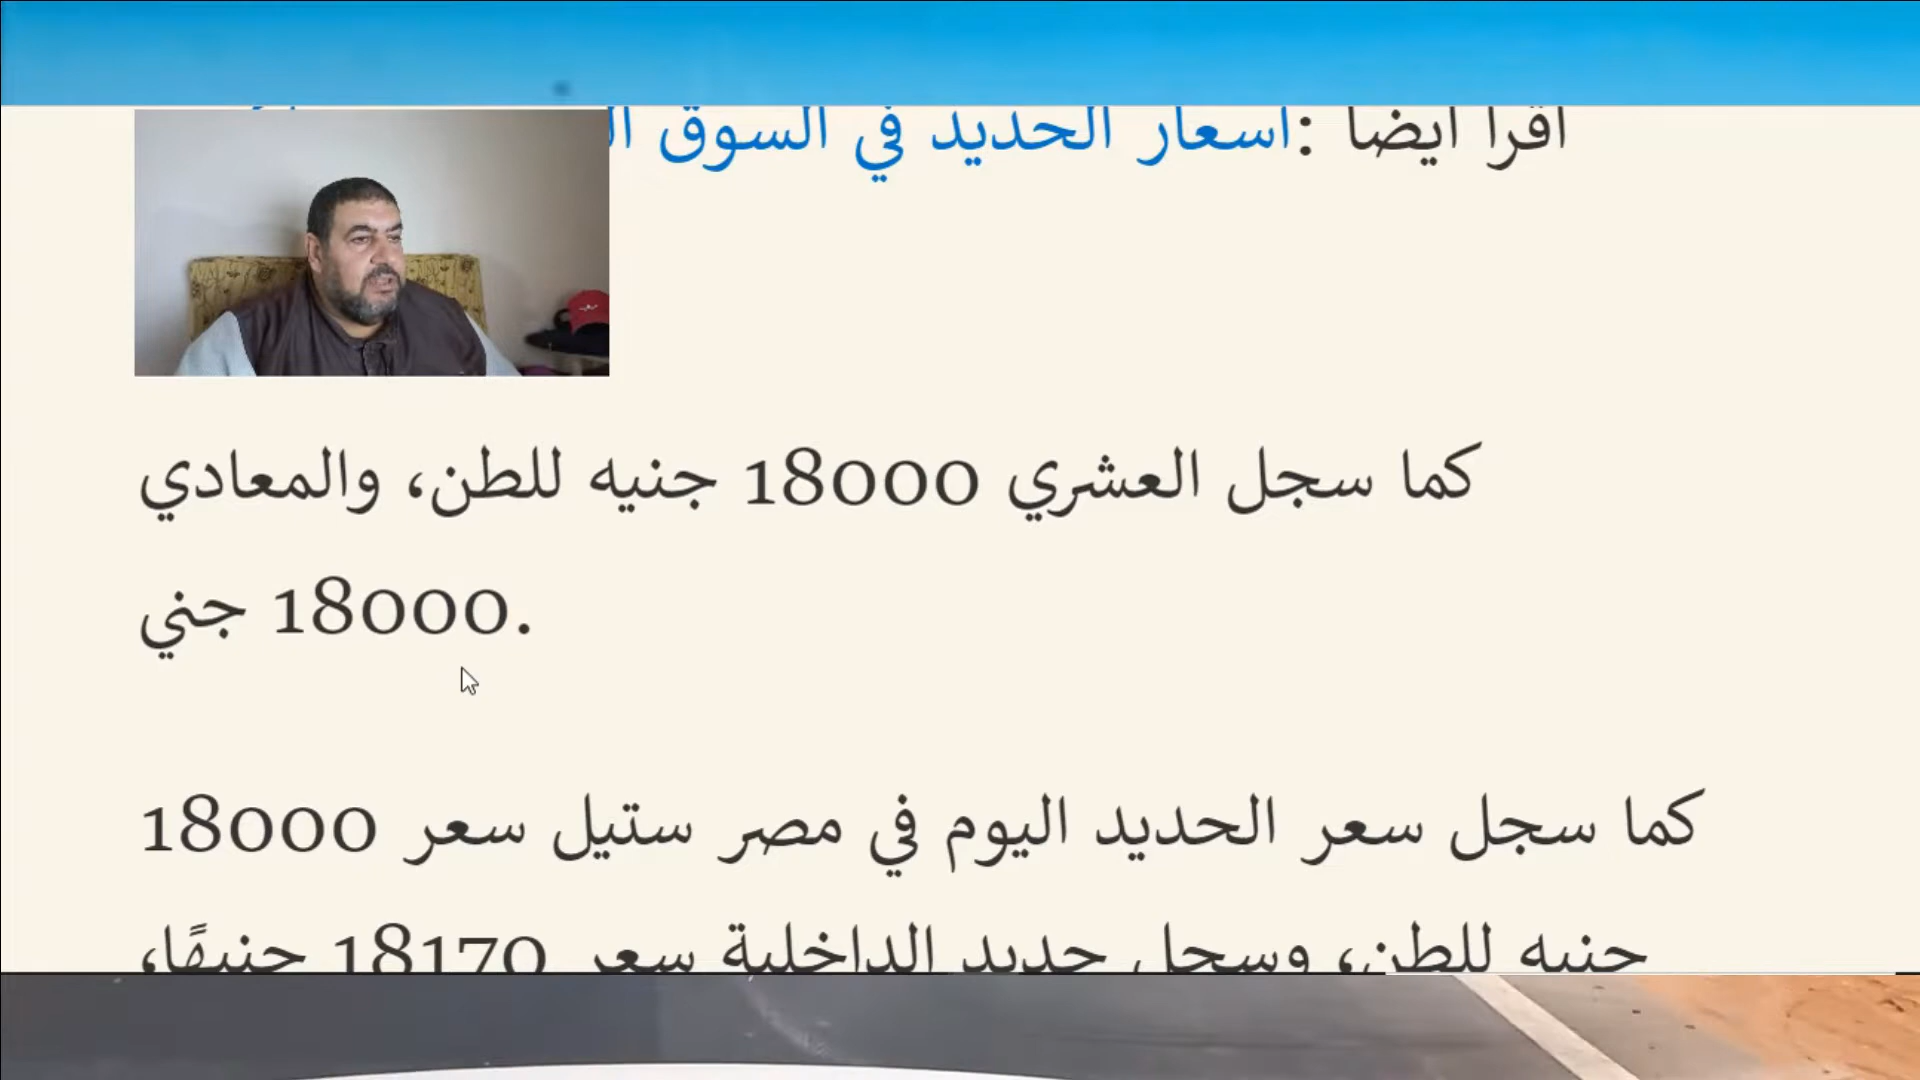 اقرأ أيضا :اسعار الحديد في السوق
كما سجل العشري 18000 جنيه للطن، والمعادي
18000 جني.
كما سجل سعر الحديد اليوم في مصر ستيل سعر 18000
جنيه للطن، وسجل حديد الداخلية سعر 18170 جنيهًا،